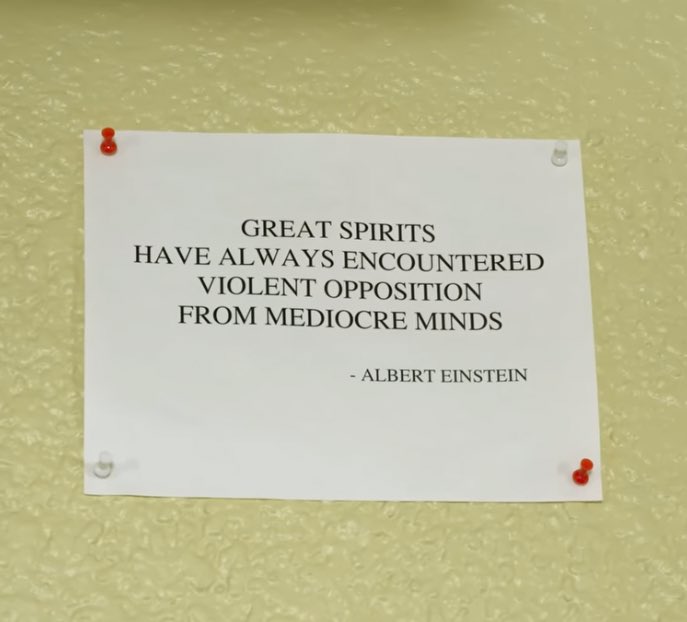 GREAT SPIRITS
HAVE ALWAYS ENCOUNTERED
VIOLENT OPPOSITION
FROM MEDIOCRE MINDS
- ALBERT EINSTEIN